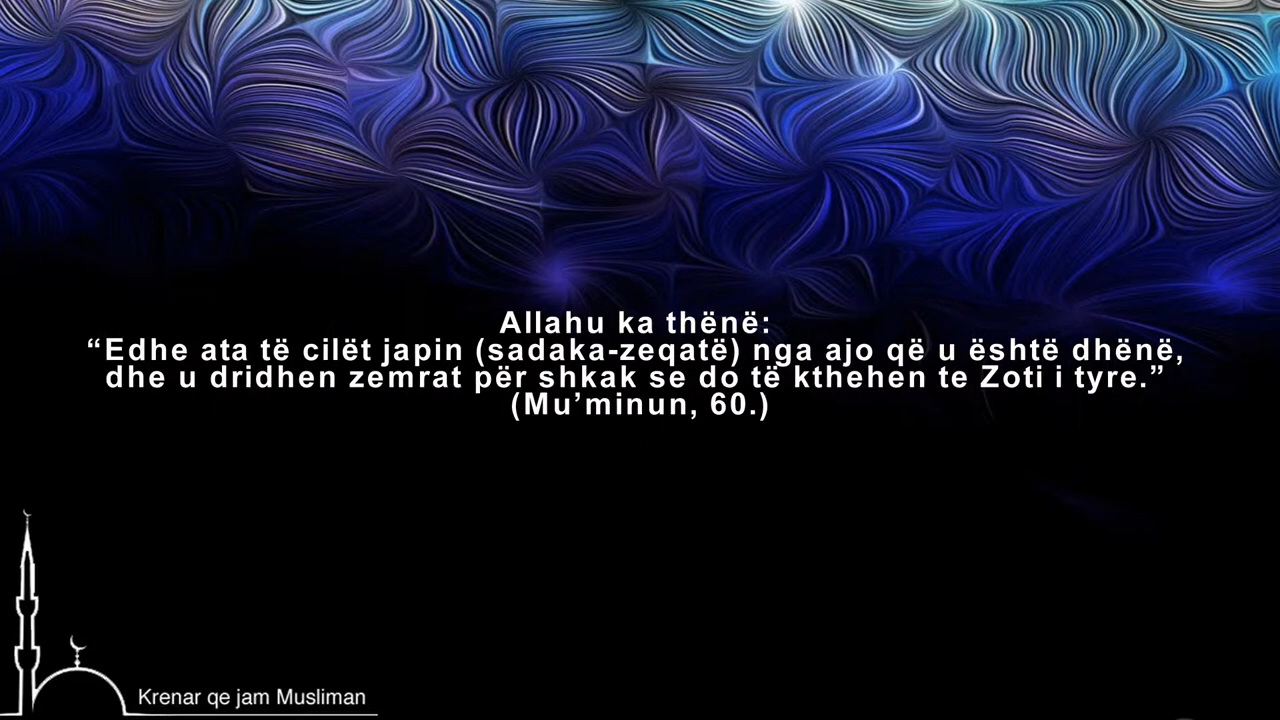 Allahu ka thënë:
“Edhe ata të cilët japin (sadaka-zeqatë) nga ajo që u është dhënë,
dhe u dridhen zemrat për shkak se do të kthehen te Zoti i tyre.”
(Mu’minun, 60.)
Krenar qe jam Musliman